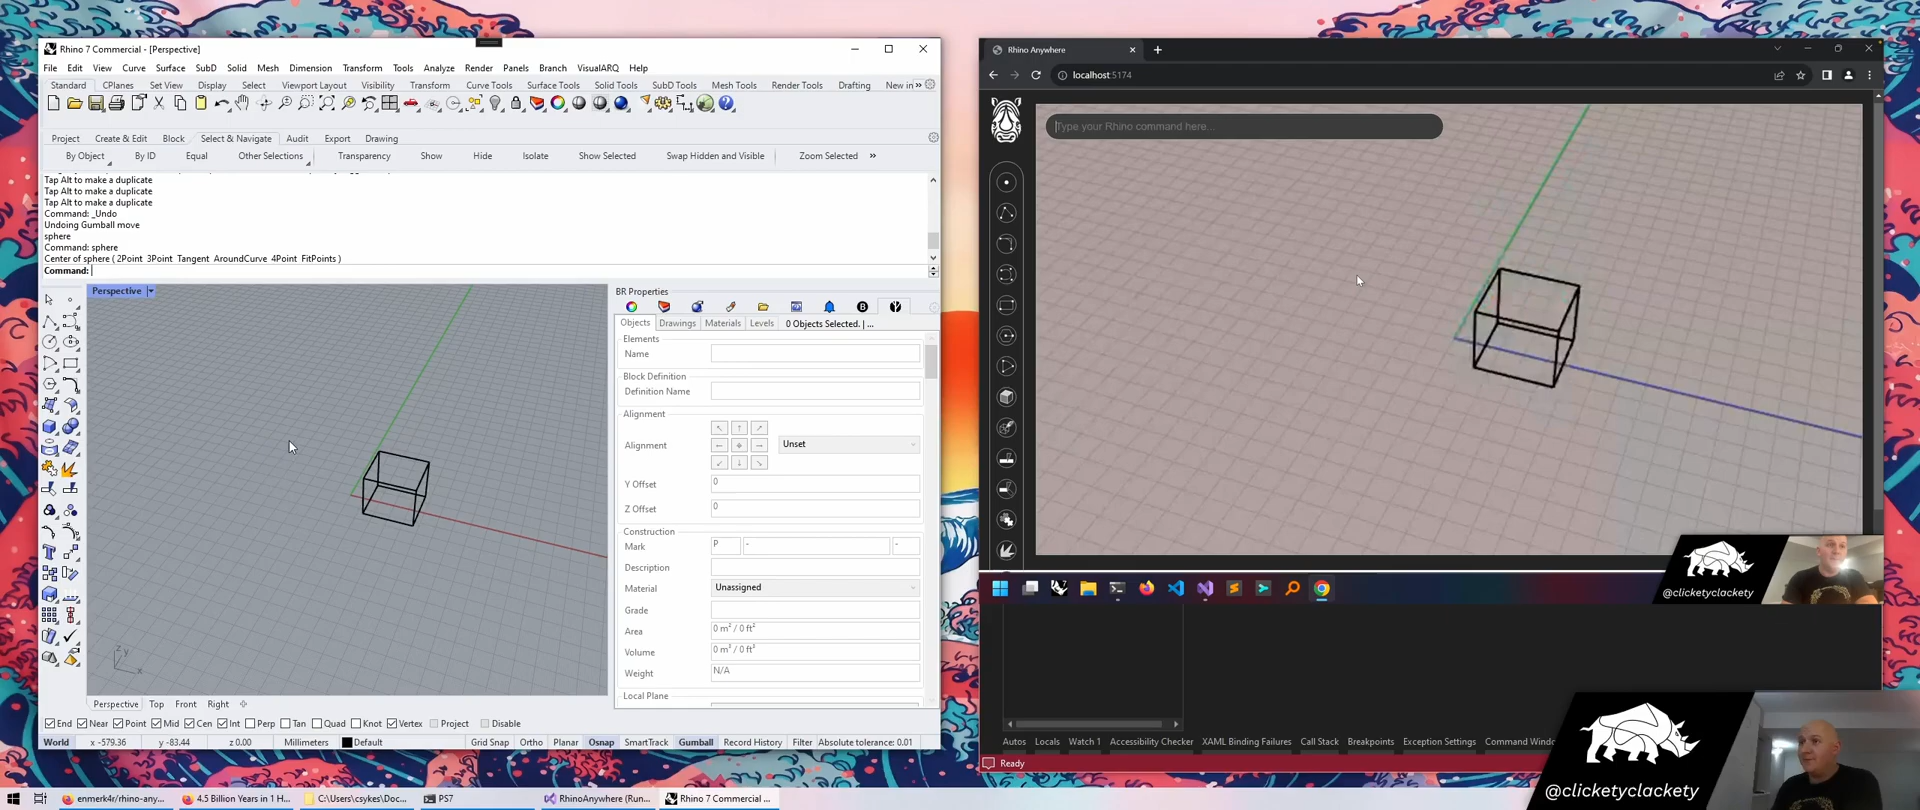 Rhino 7 Commercial - [Perspective]
File Edit View Curve Surface SubD Solid Mesh Dimension Transform Tools Analyze Render Panels Branch VisualARQ Help
Standard CPlanes Set View Display Select Viewport Layout Visibility Transform Curve Tools Surface Tools Solid Tools SubD Tools Mesh Tools Render Tools Drafting New in »
Project Create & Edit Block Select & Navigate Audit Export Drawing
By Object By ID Equal Other Selections Transparency Show Hide Isolate Show Selected Swap Hidden and Visible Zoom Selected »
Tap Alt to make a duplicate
Tap Alt to make a duplicate
Tap Alt to make a duplicate
Command: _Undo
Undoing Gumball move
sphere
Command: sphere
Center of sphere ( 2Point 3Point Tangent AroundCurve 4Point FitPoints )
Command:
Perspective
z y
x
BR Properties
Objects Drawings Materials Levels 0 Objects Selected. | ...
Elements
Name
Block Definition
Definition Name
Alignment
Alignment Unset
Y Offset 0
Z Offset 0
Construction
Mark P - -
Description
Material Unassigned
Grade
Area 0 m² / 0 ft²
Volume 0 m³ / 0 ft³
Weight N/A
Local Plane
Perspective Top Front Right
End Near Point Mid Cen Int Perp Tan Quad Knot Vertex Project Disable
World x -579.36 y -83.44 z 0.00 Millimeters Default Grid Snap Ortho Planar Osnap SmartTrack Gumball Record History Filter Absolute tolerance: 0.01
Rhino Anywhere
localhost:5174
Type your Rhino command here...
@clicketyclackety
Autos Locals Watch 1 Accessibility Checker XAML Binding Failures Call Stack Breakpoints Exception Settings Command Window
Ready
@clicketyclackety
enmerk4r/rhino-any... 4.5 Billion Years in 1 H... C:\Users\csykes\Doc... PS7 RhinoAnywhere (Run... Rhino 7 Commercial ...